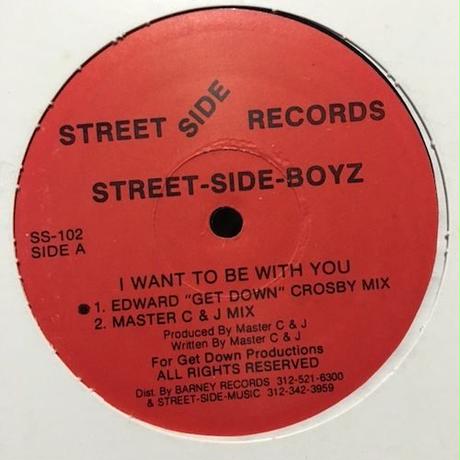 STREET SIDE RECORDS
STREET-SIDE-BOYZ
SS-102
SIDE A
I WANT TO BE WITH YOU
1. EDWARD "GET DOWN" CROSBY MIX
2. MASTER C & J MIX
Produced By Master C & J
Written By Master C & J
For Get Down Productions
ALL RIGHTS RESERVED
Dist. By BARNEY RECORDS 312-521-6300
& STREET-SIDE-MUSIC 312-342-3959